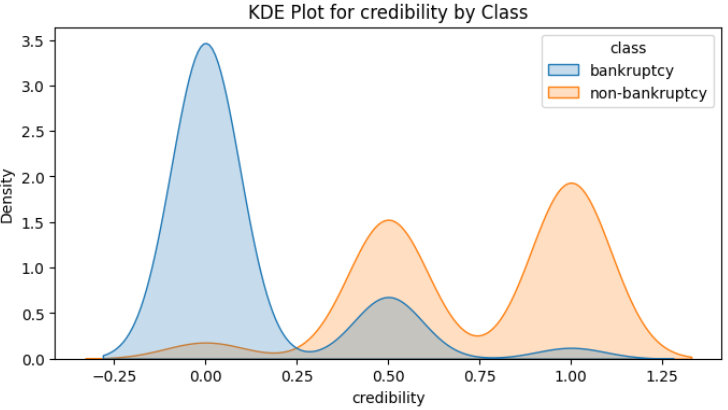 KDE Plot for credibility by Class
class
bankruptcy
non-bankruptcy
Density
3.5
3.0
2.5
2.0
1.5
1.0
0.5
0.0
−0.25 0.00 0.25 0.50 0.75 1.00 1.25
credibility